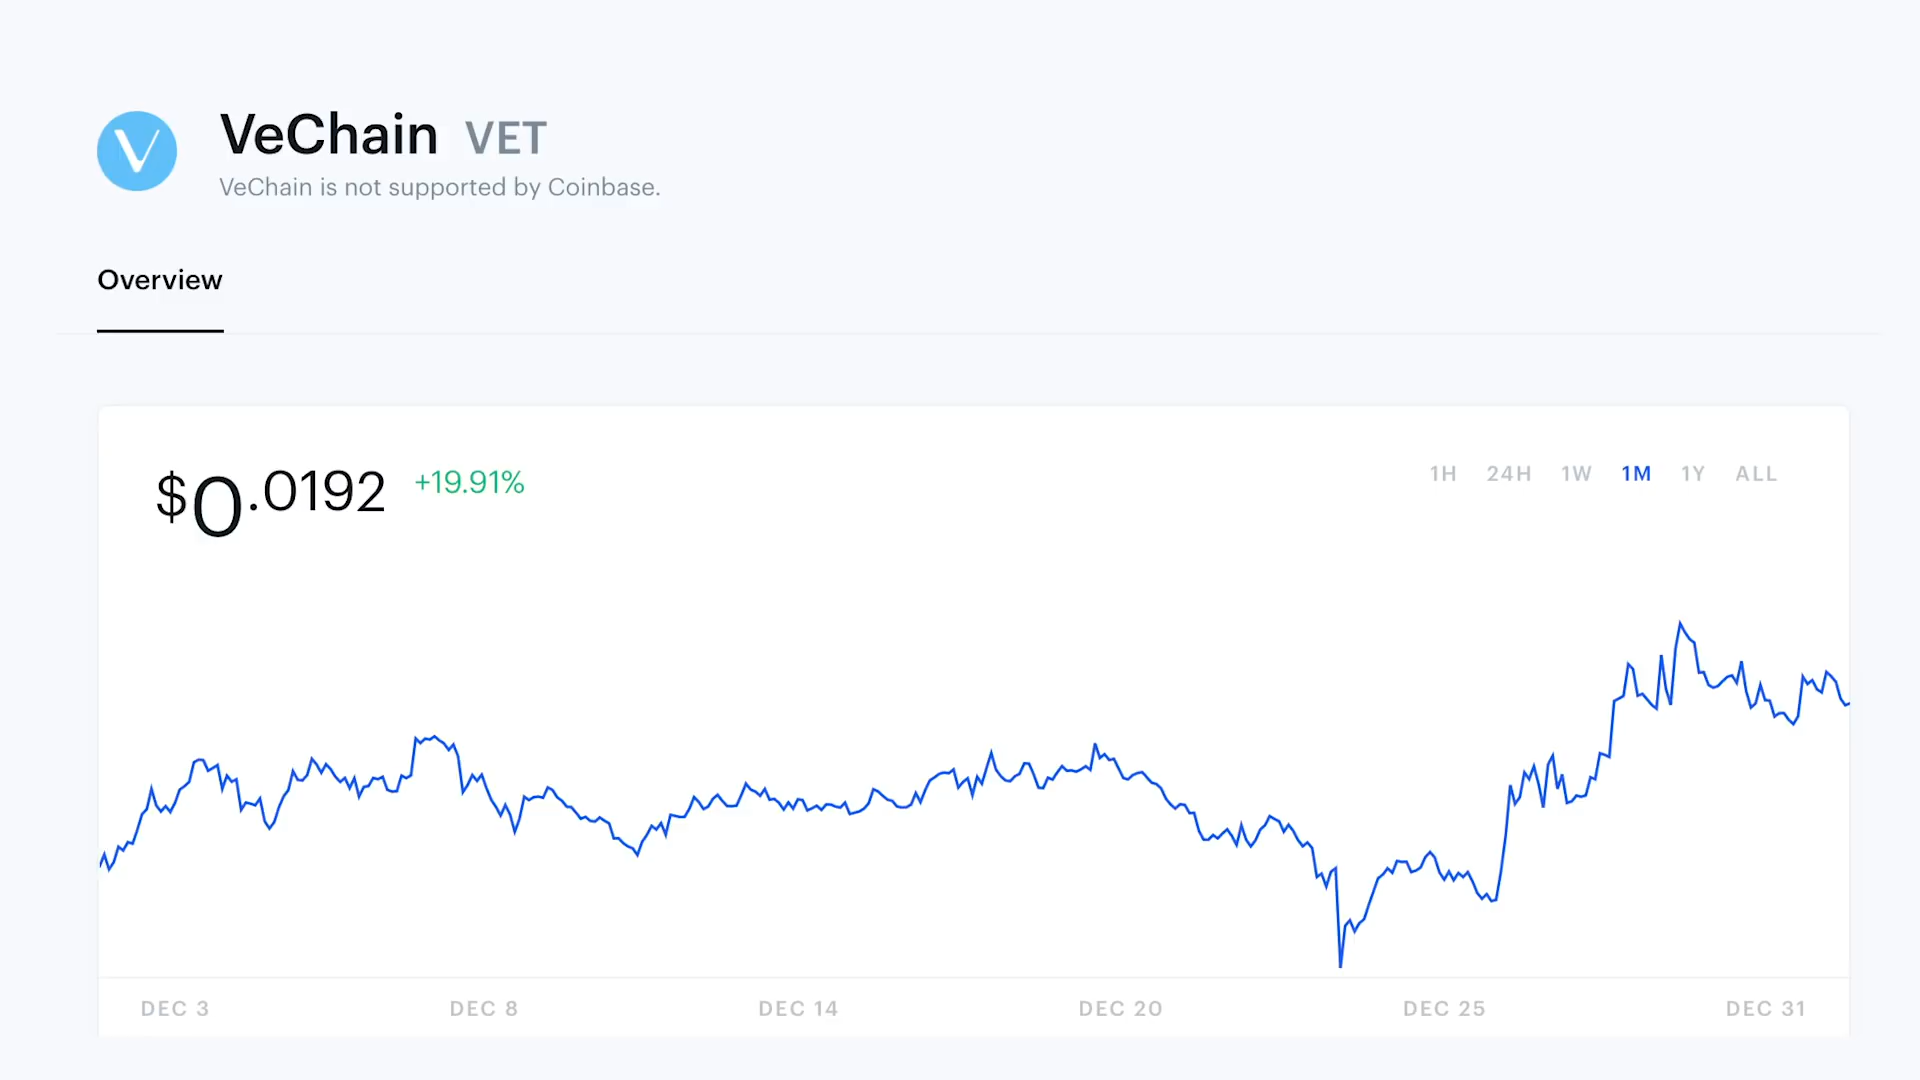 VeChain VET
VeChain is not supported by Coinbase.
Overview
$0.0192 +19.91%
1H 24H 1W 1M 1Y ALL
DEC 3 DEC 8 DEC 14 DEC 20 DEC 25 DEC 31